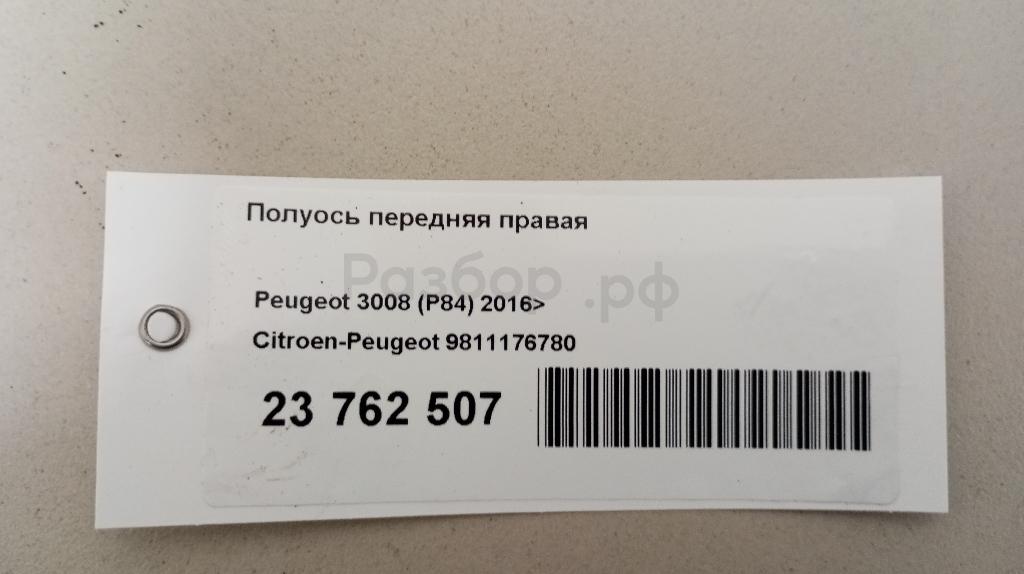 Полуось передняя правая
Разбор.рф
Peugeot 3008 (P84) 2016>
Citroen-Peugeot 9811176780
23 762 507